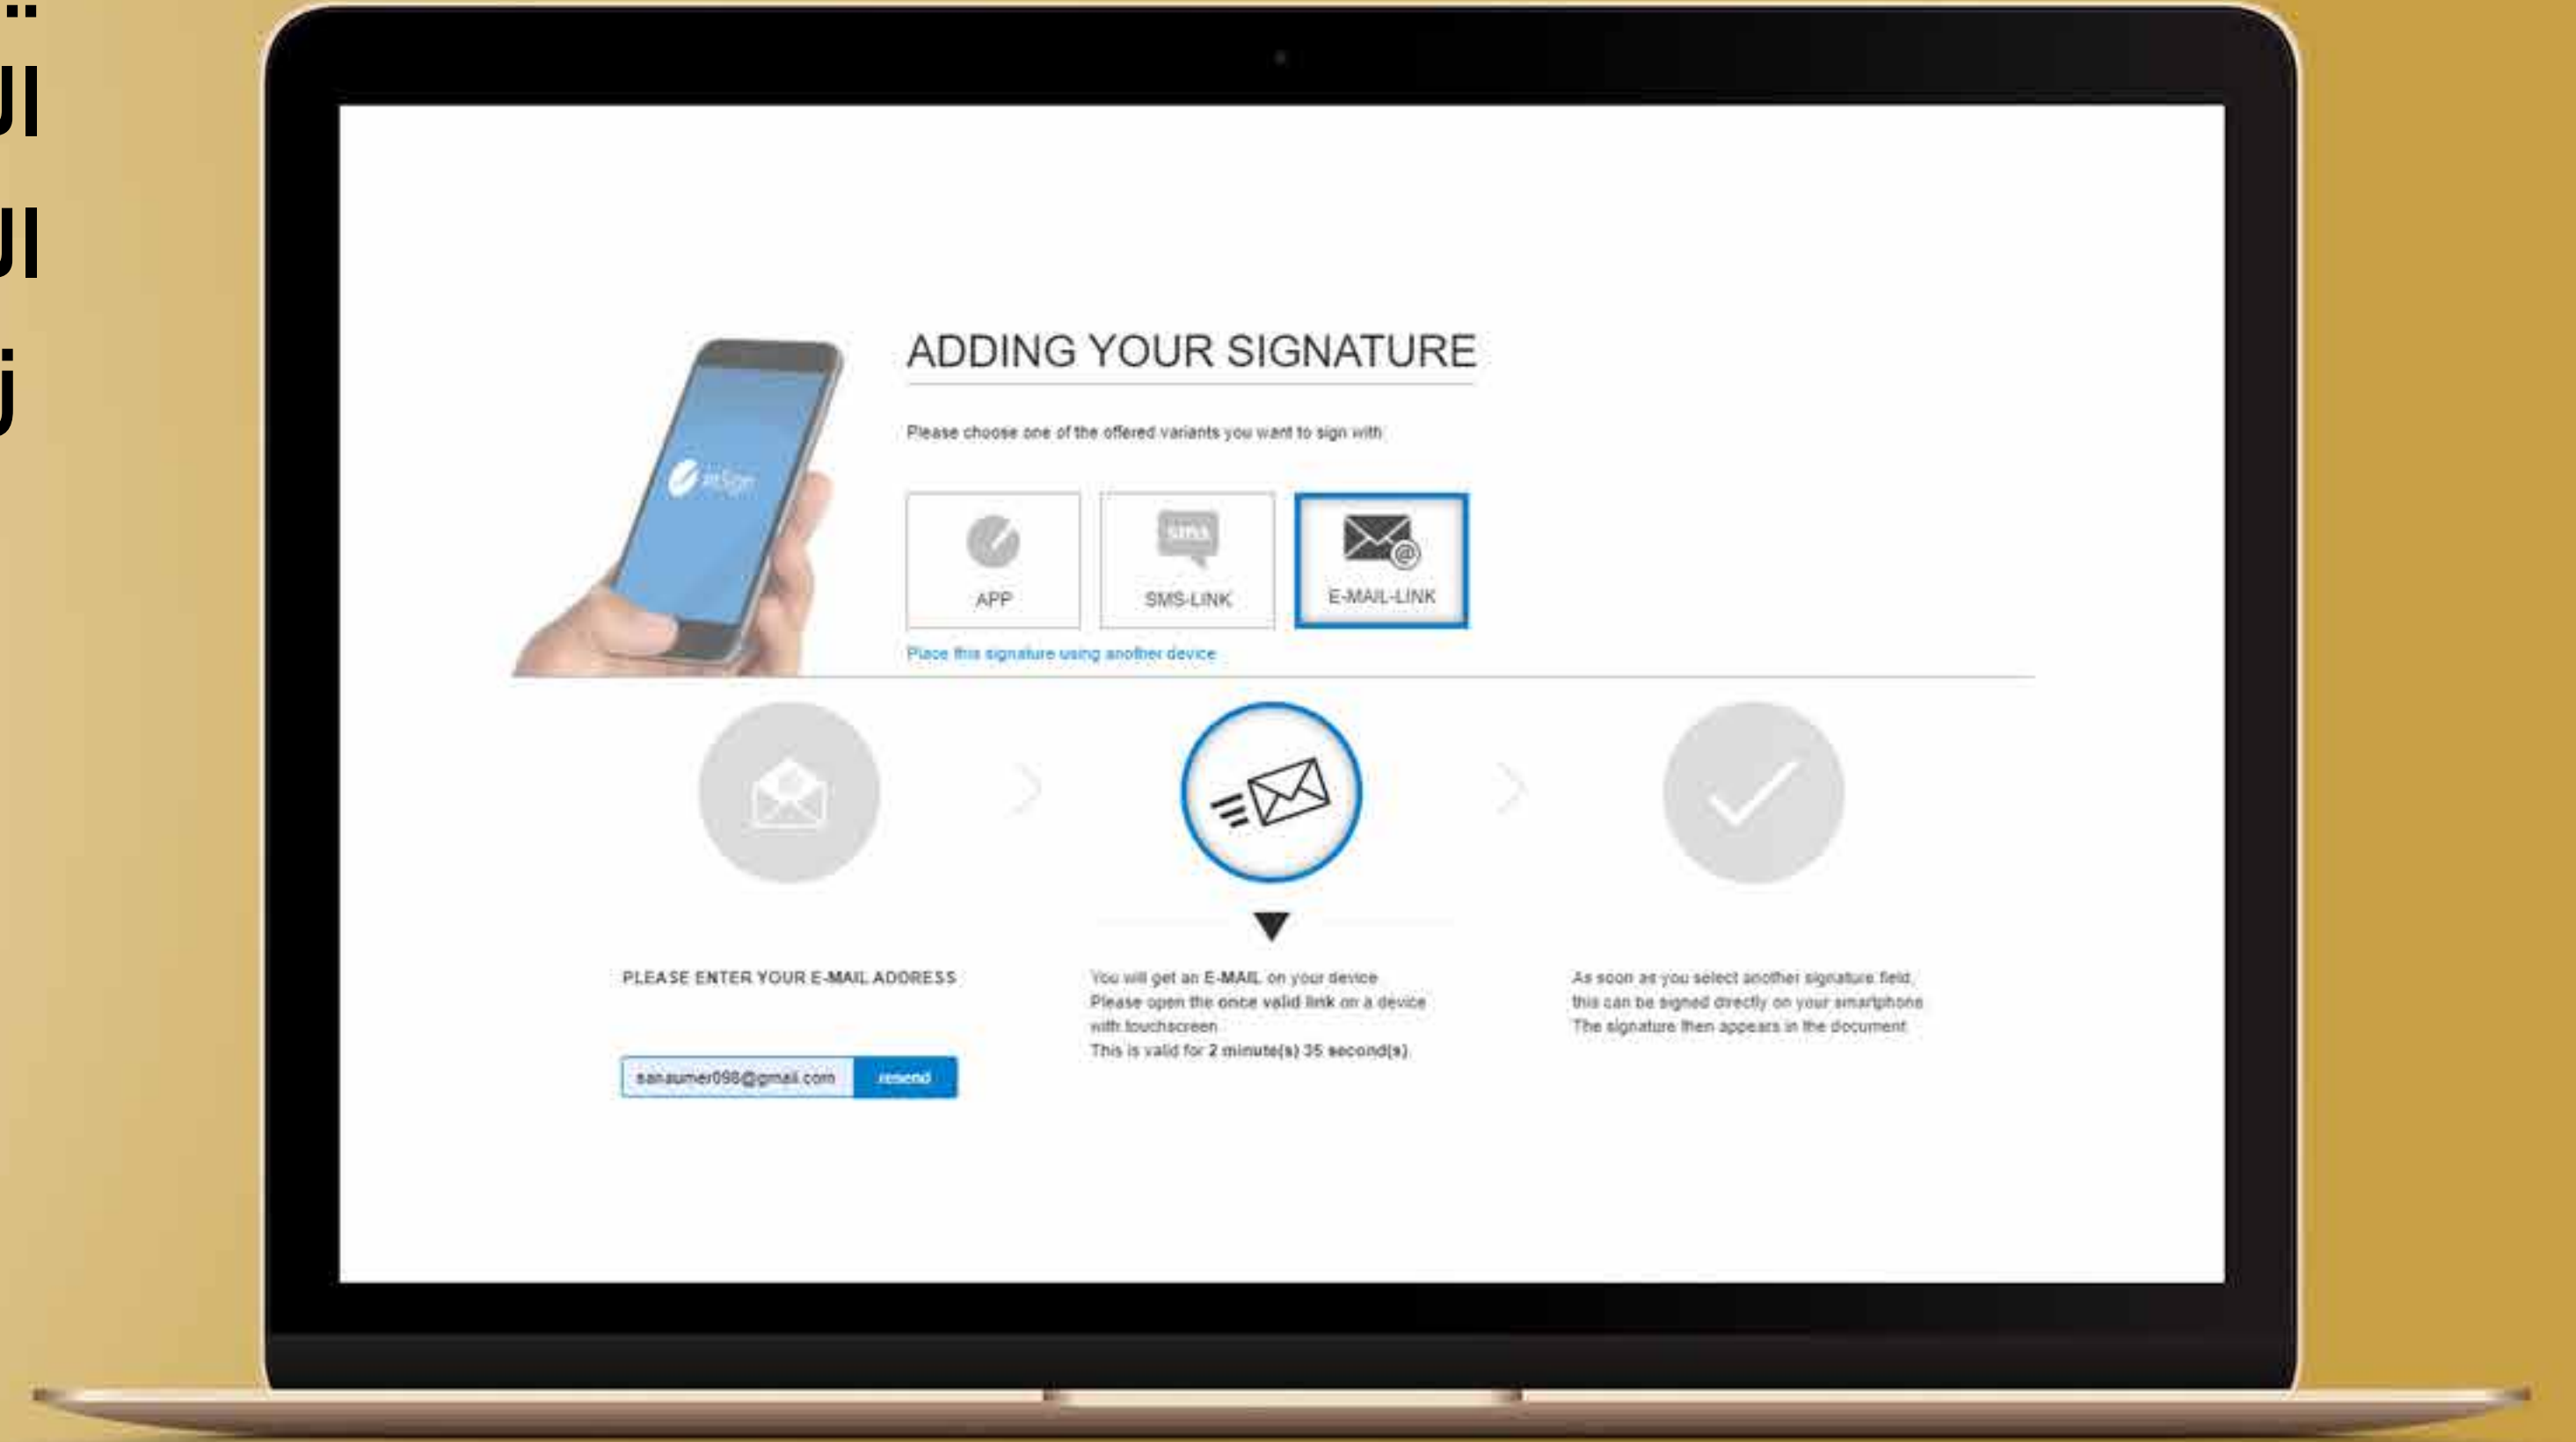 ADDING YOUR SIGNATURE
Please choose one of the offered variants you want to sign with
APP
sms
SMS-LINK
@
E-MAIL-LINK
Place this signature using another device
PLEASE ENTER YOUR E-MAIL ADDRESS
resend
You will get an E-MAIL on your device
Please open the once valid link on a device
with touchscreen
This is valid for 2 minute(s) 35 second(s)
As soon as you select another signature field,
this can be signed directly on your smartphone
The signature then appears in the document